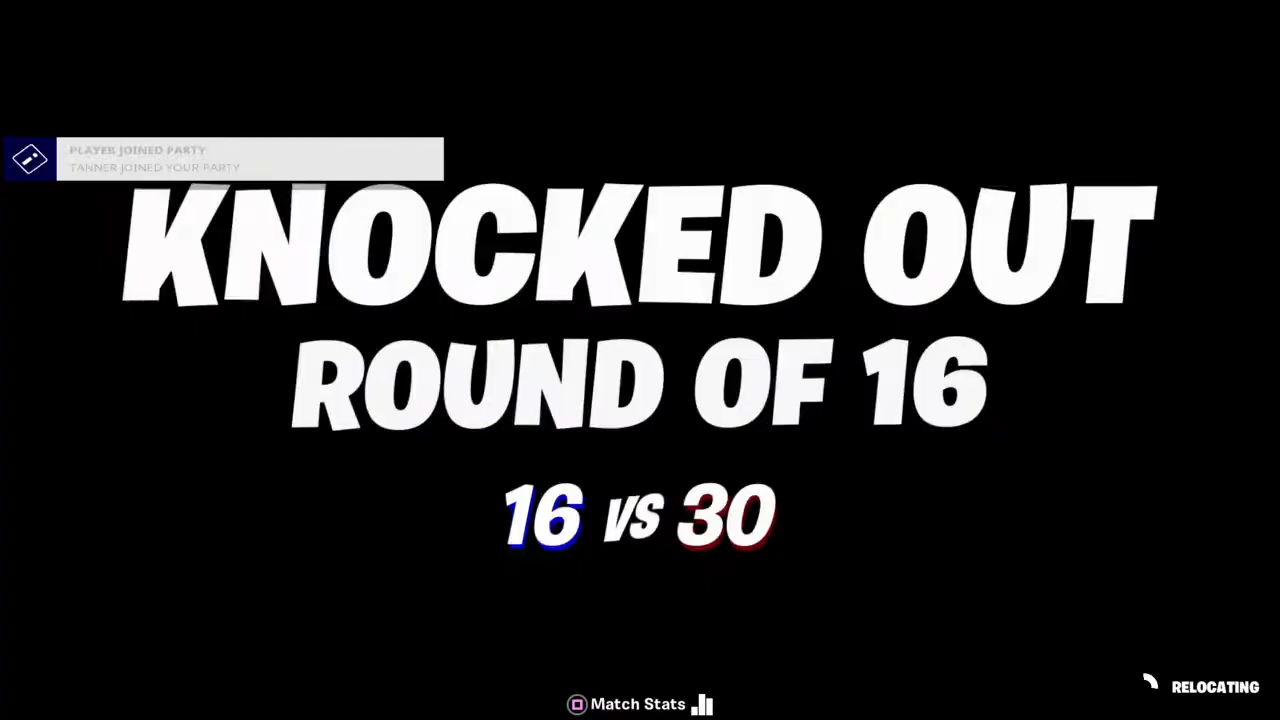 PLAYER JOINED PARTY
TANNER JOINED YOUR PARTY
KNOCKED OUT
ROUND OF 16
16 VS 30
Match Stats
RELOCATING